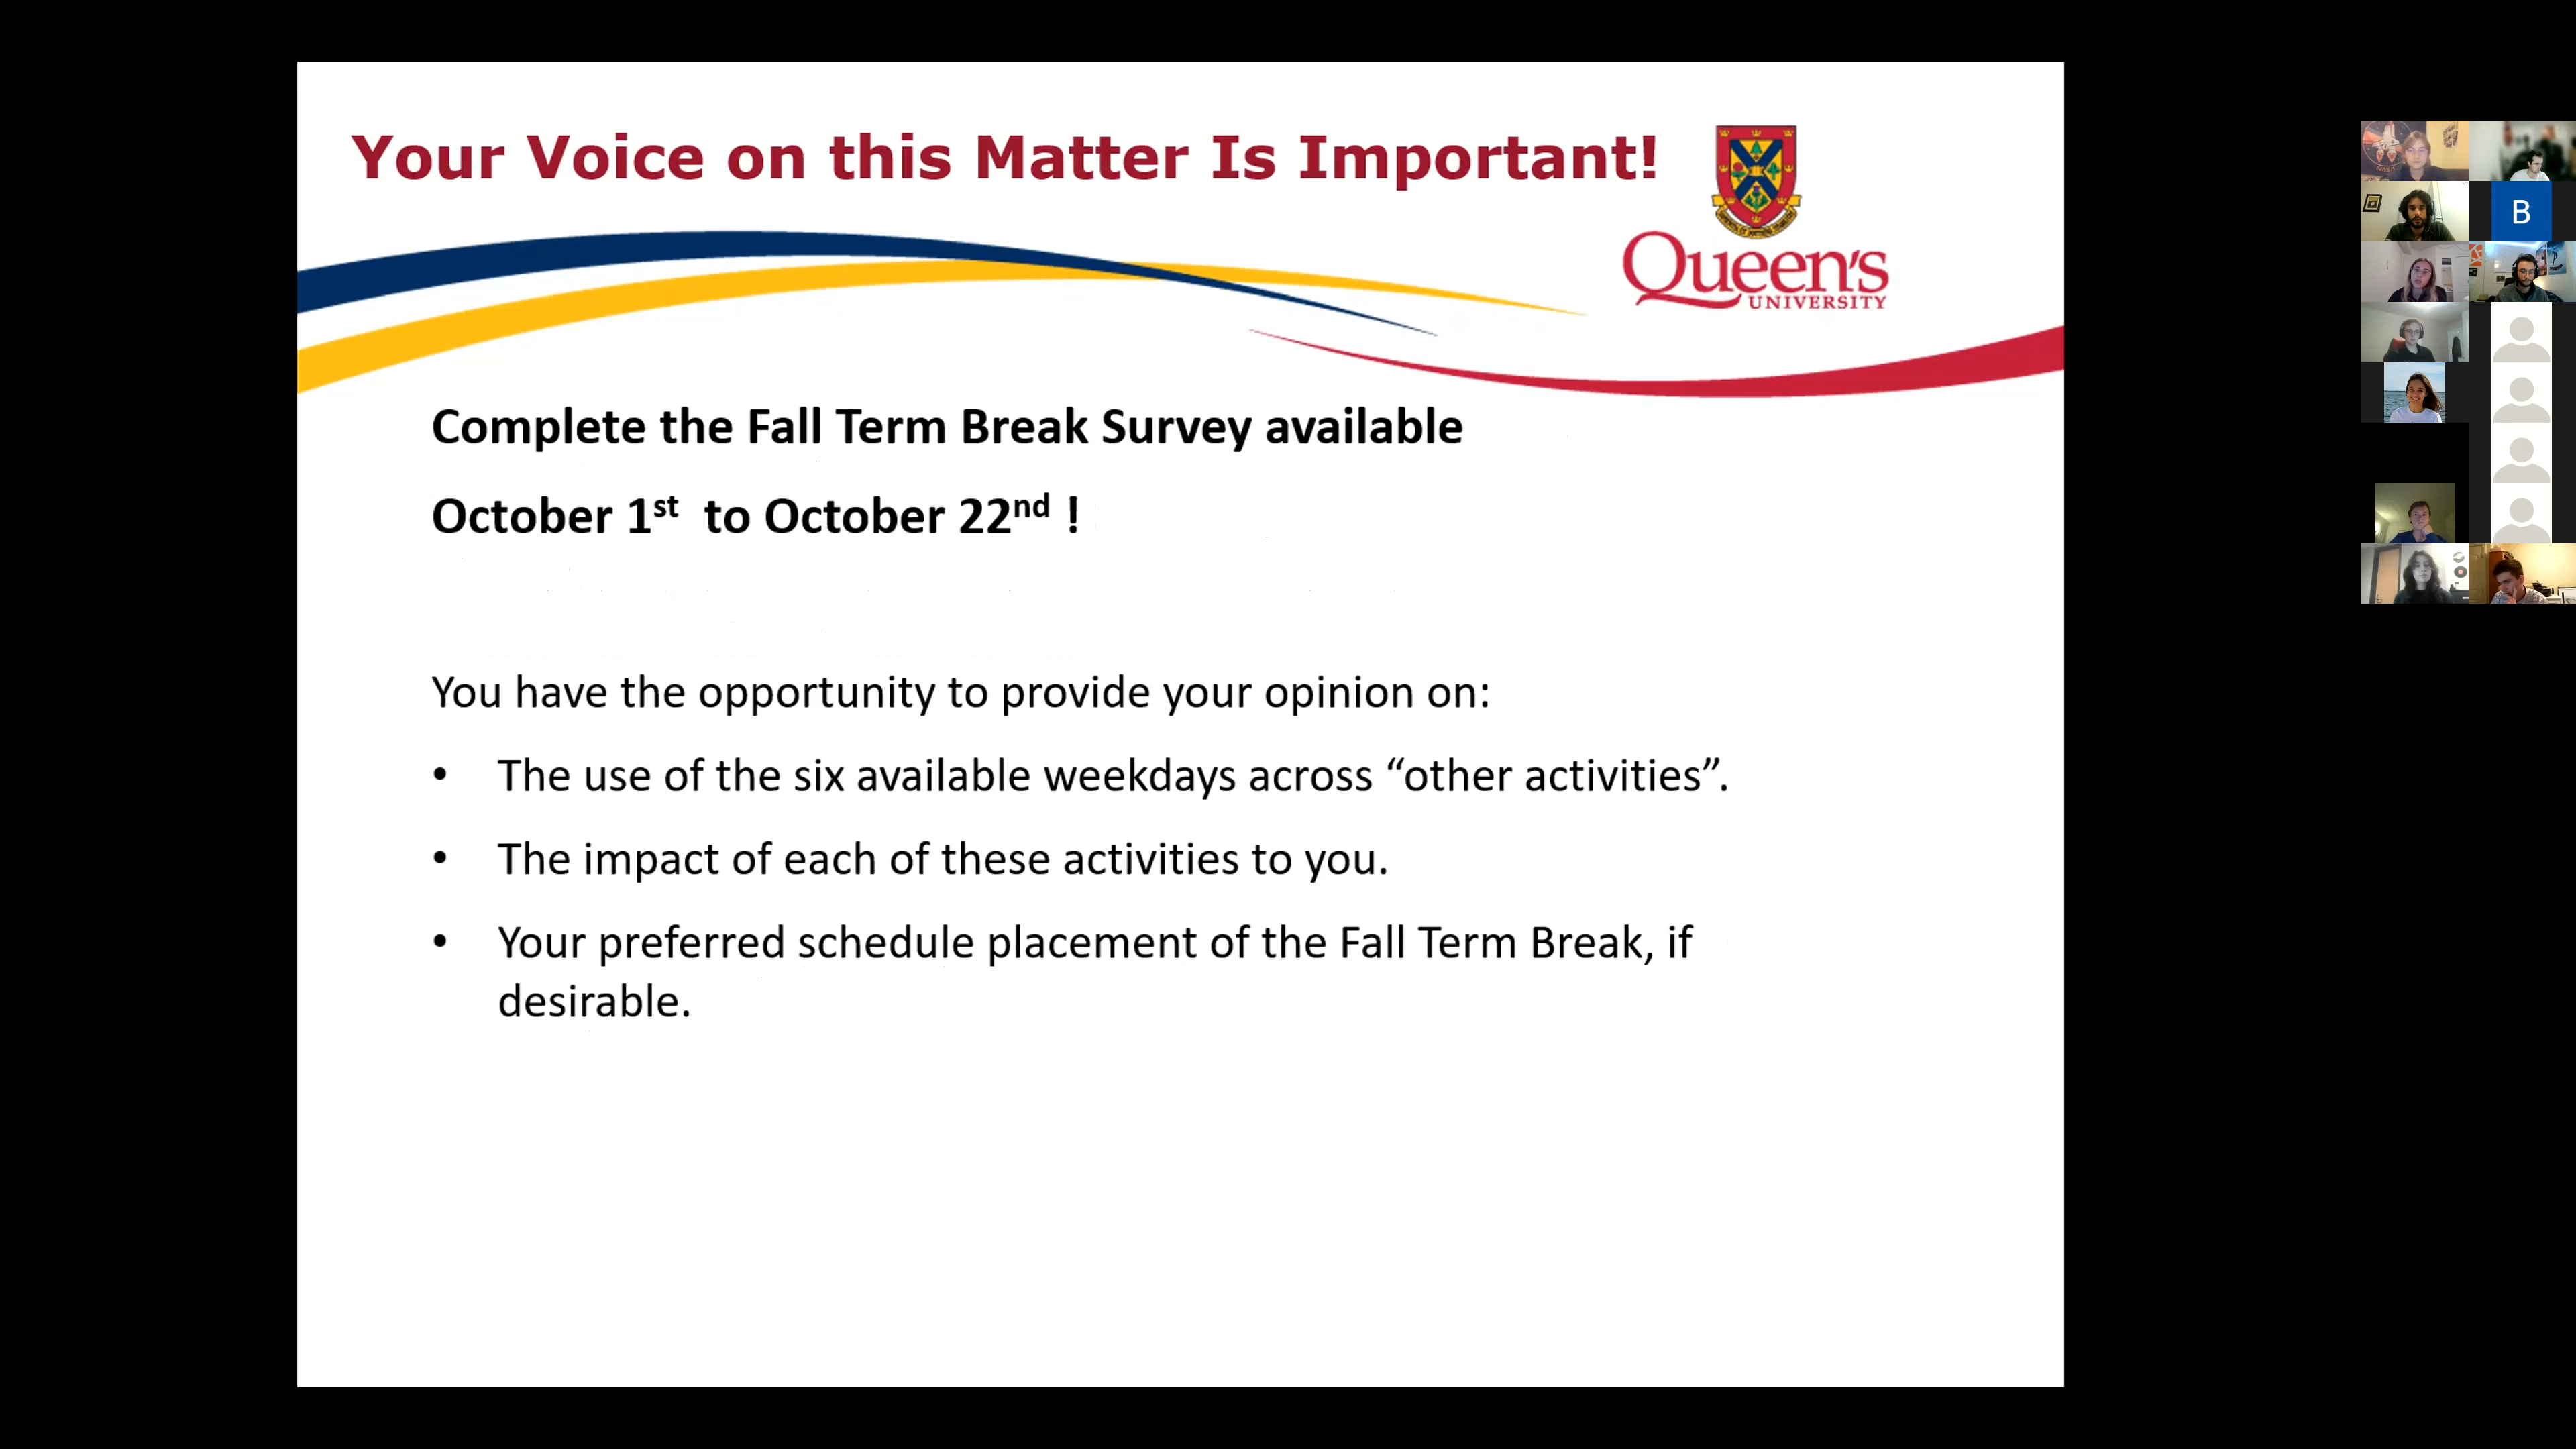 Your Voice on this Matter Is Important!
Queen's
UNIVERSITY
Complete the Fall Term Break Survey available
October 1st to October 22nd !
You have the opportunity to provide your opinion on:
• The use of the six available weekdays across “other activities”.
• The impact of each of these activities to you.
• Your preferred schedule placement of the Fall Term Break, if
desirable.
B